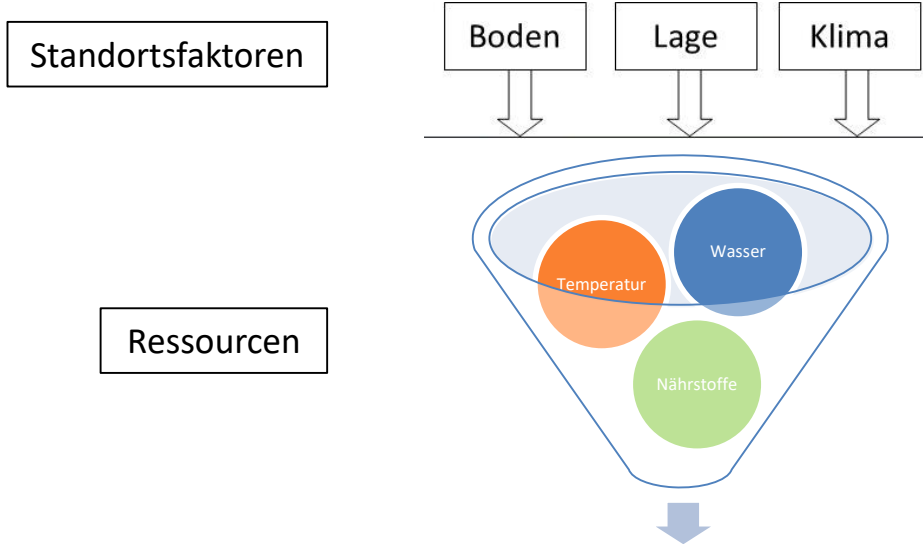 Standortsfaktoren
Boden
Lage
Klima
Wasser
Temperatur
Ressourcen
Nährstoffe